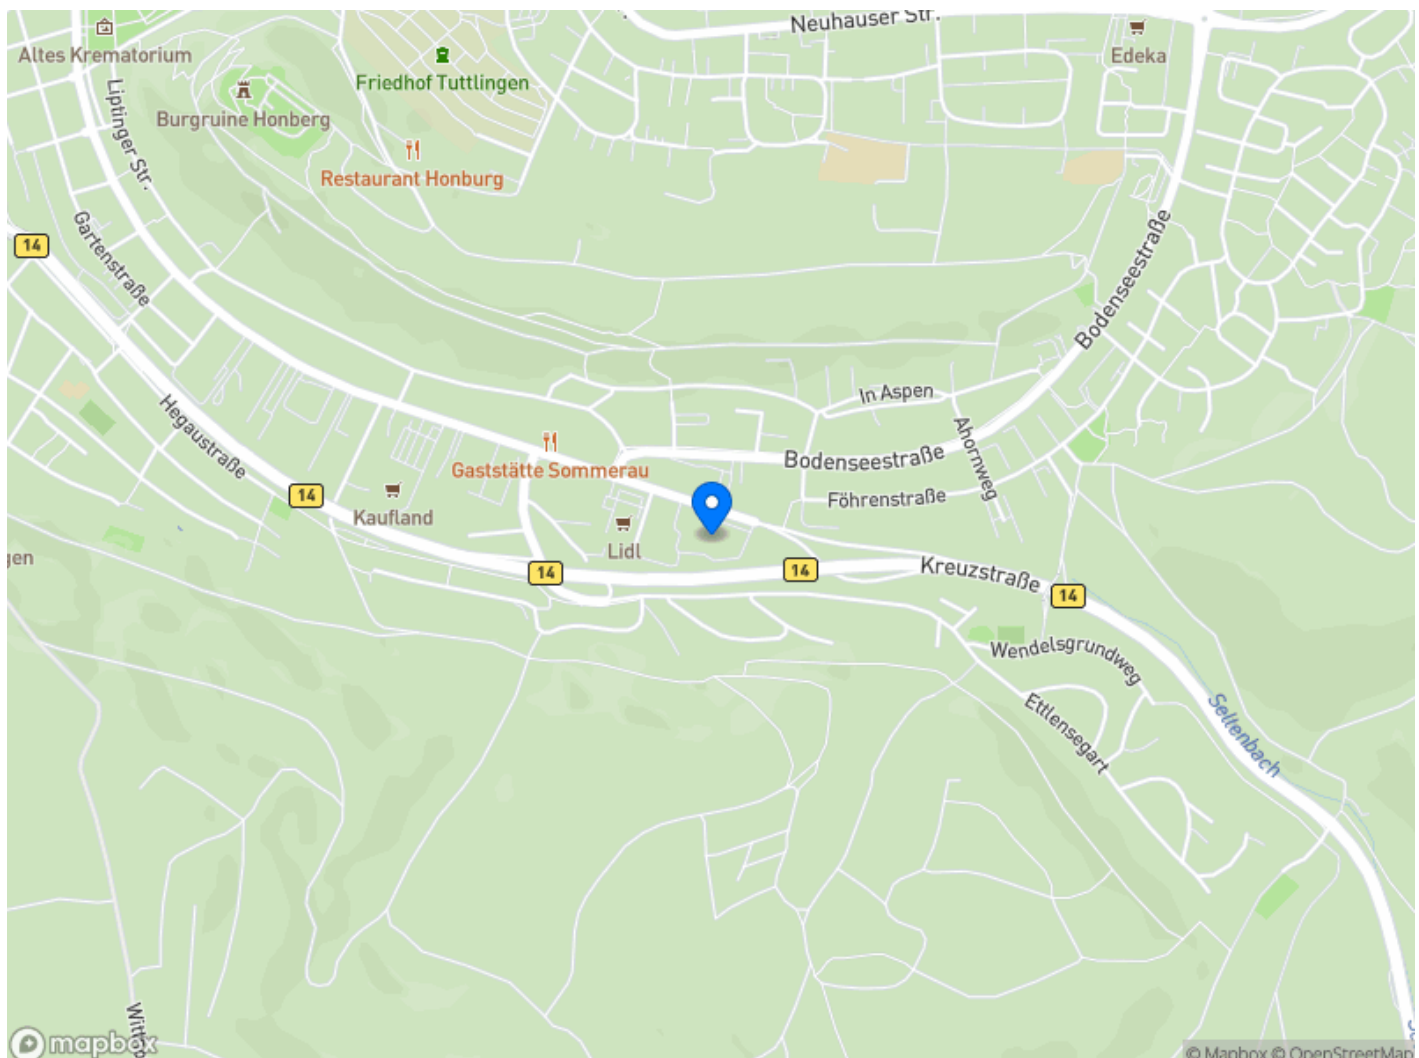 Neuhauser Str.
Altes Krematorium
Edeka
Friedhof Tuttlingen
Liptinger Str.
Burgruine Honberg
Restaurant Honburg
14
Gartenstraße
Bodenseestraße
In Aspen
Hegaustraße
Ahornweg
Gaststätte Sommerau
Bodenseestraße
14
Föhrenstraße
Kaufland
Lidl
gen
14
14
Kreuzstraße
14
Wendelsgrundweg
Ettlensegart
Seltenbach
mapbox
© Mapbox © OpenStreetMap